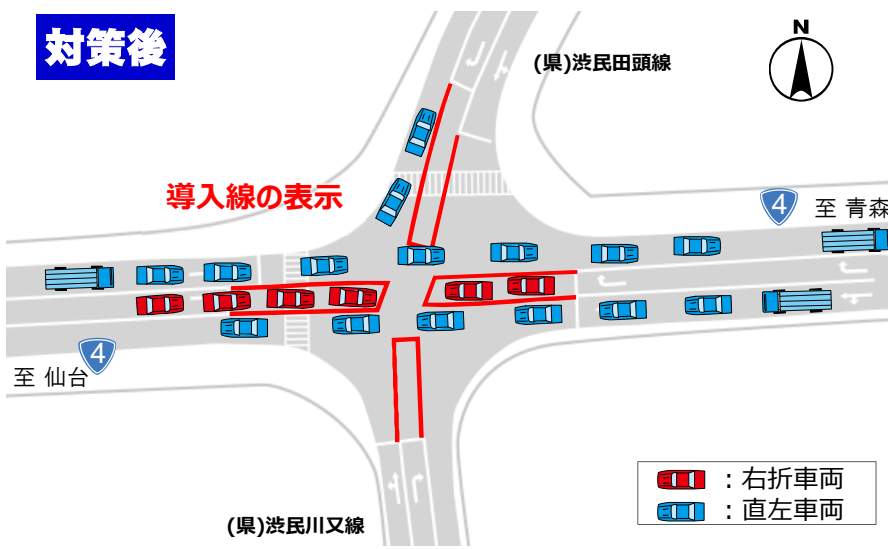 対策後
(県)渋民田頭線
N
導入線の表示
4
至 青森
4
至 仙台
(県)渋民川又線
：右折車両
：直左車両